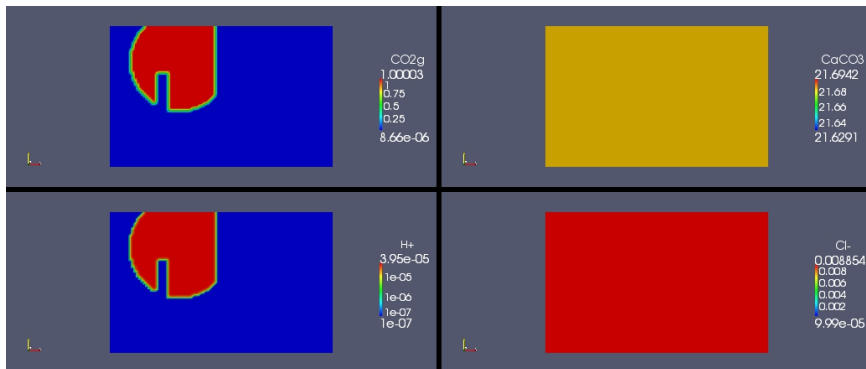 CO2g
1.00003
1
0.75
0.5
0.25
8.66e-06
CaCO3
21.6942
21.68
21.66
21.64
21.6291
H+
3.95e-05
1e-05
1e-06
1e-07
1e-07
Cl-
0.008854
0.008
0.006
0.004
0.002
9.99e-05